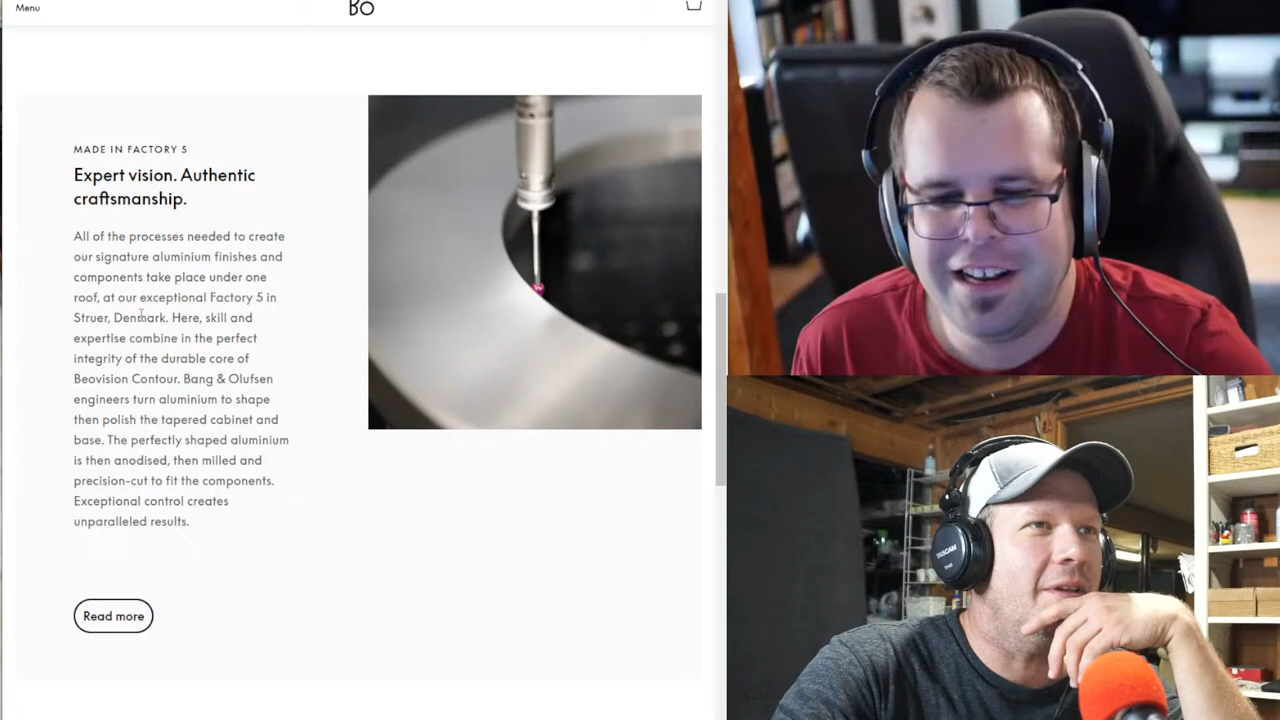 Menu
BO
MADE IN FACTORY 5
Expert vision. Authentic
craftsmanship.
All of the processes needed to create
our signature aluminium finishes and
components take place under one
roof, at our exceptional Factory 5 in
Struer, Denmark. Here, skill and
expertise combine in the perfect
integrity of the durable core of
Beovision Contour. Bang & Olufsen
engineers turn aluminium to shape
then polish the tapered cabinet and
base. The perfectly shaped aluminium
is then anodised, then milled and
precision-cut to fit the components.
Exceptional control creates
unparalleled results.
Read more
TASCAM